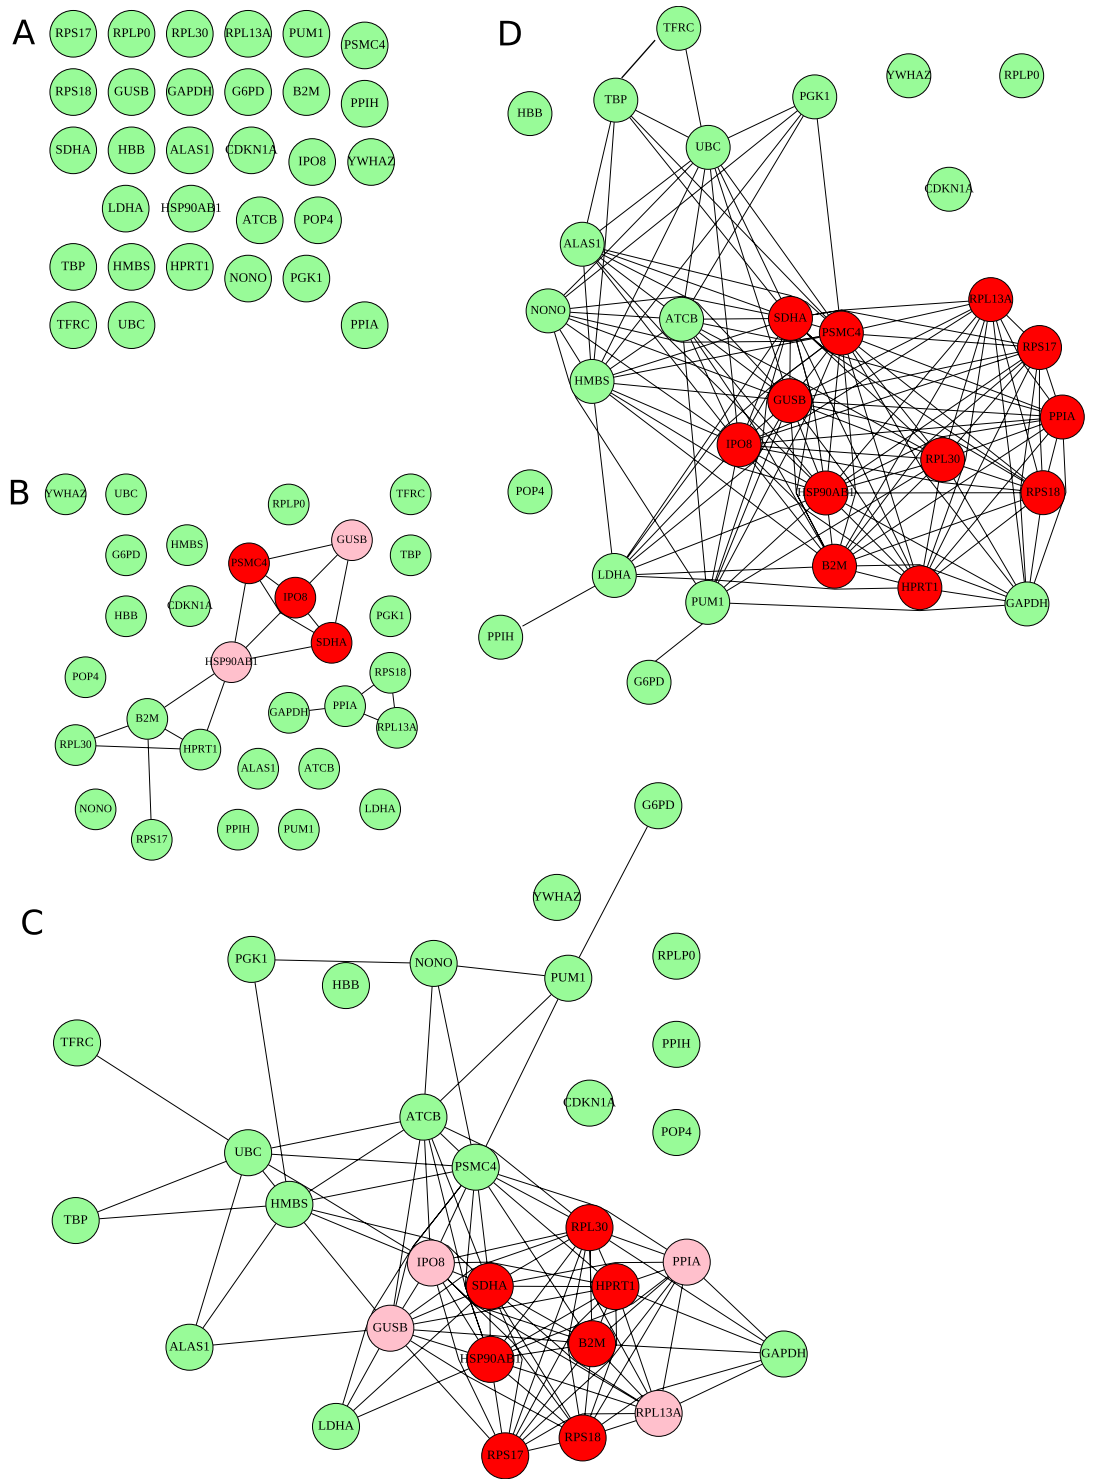 A
RPS17 RPLP0 RPL30 RPL13A PUM1 PSMC4
RPS18 GUSB GAPDH G6PD B2M PPIH
SDHA HBB ALAS1 CDKN1A IPO8 YWHAZ
LDHA HSP90AB1 ATCB POP4
TBP HMBS HPRT1 NONO PGK1
TFRC UBC PPIA
B
YWHAZ UBC RPLP0 TFRC
G6PD HMBS PSMC4 GUSB TBP
HBB CDKN1A IPO8 PGK1
POP4 HSP90AB1 SDHA RPS18
B2M GAPDH PPIA RPL13A
RPL30 HPRT1 ALAS1 ATCB
NONO RPS17 PPIH PUM1 LDHA
D
TFRC
HBB TBP PGK1 YWHAZ RPLP0
UBC CDKN1A
ALAS1
NONO ATCB SDHA PSMC4 RPL13A
RPS17
HMBS GUSB PPIA
IPO8 RPL30
POP4 HSP90AB1 RPS18
LDHA B2M HPRT1
PUM1 GAPDH
PPIH
G6PD
C
G6PD
YWHAZ
PGK1 HBB NONO PUM1 RPLP0
TFRC PPIH
ATCB CDKN1A POP4
UBC PSMC4
TBP HMBS RPL30
IPO8 SDHA HPRT1 PPIA
GUSB B2M
ALAS1 HSP90AB1 GAPDH
LDHA RPL13A
RPS17 RPS18